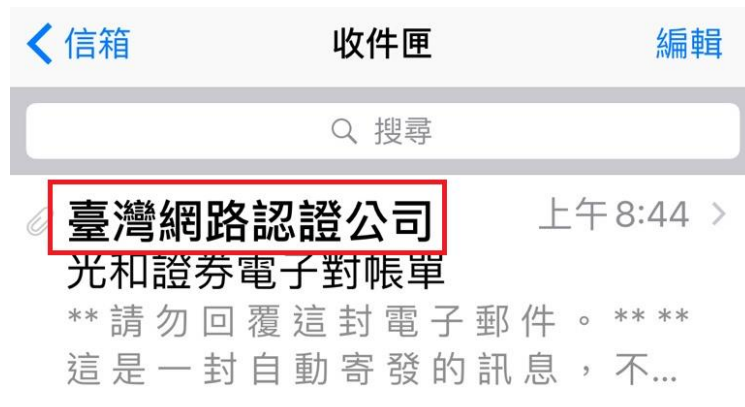 信箱 收件匣 編輯
搜尋
臺灣網路認證公司 上午8:44
光和證券電子對帳單
**請勿回覆這封電子郵件。** **
這是一封自動寄發的訊息，不...